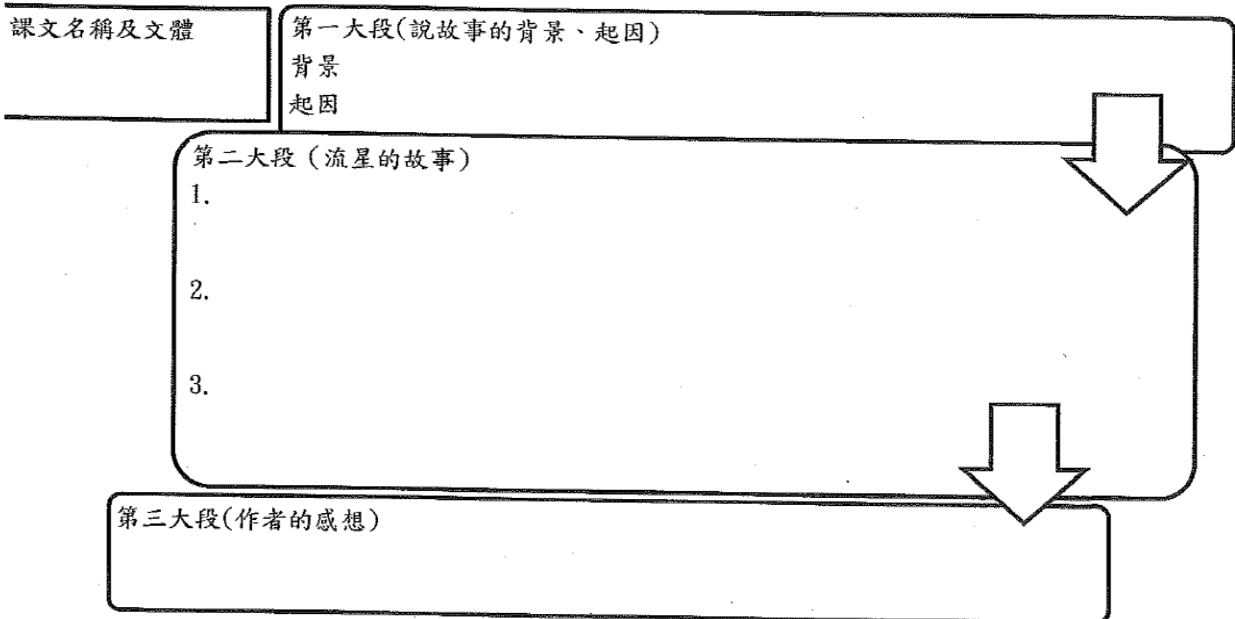 課文名稱及文體
第一大段(說故事的背景、起因)
背景
起因
第二大段 (流星的故事)
1.
2.
3.
第三大段(作者的感想)